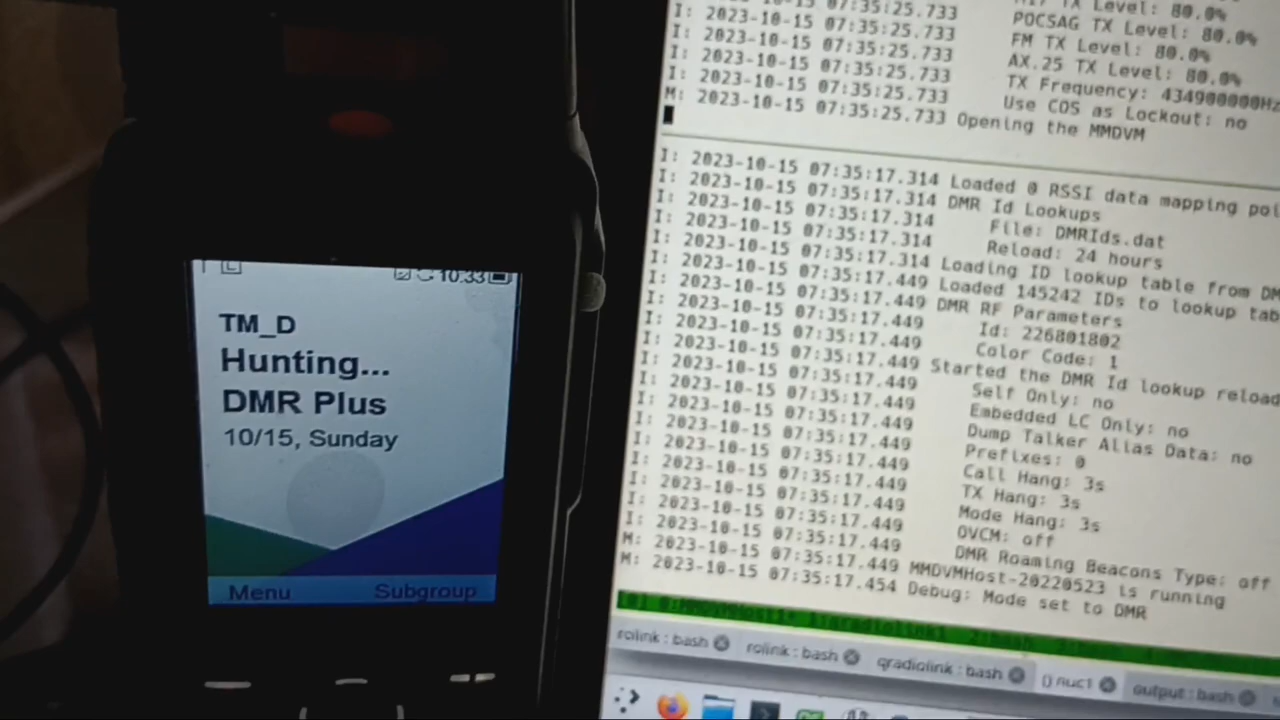 10:33
TM_D
Hunting...
DMR Plus
10/15, Sunday
Menu Subgroup
TX Level: 80.0%
I: 2023-10-15 07:35:25.733 POCSAG TX Level: 80.0%
I: 2023-10-15 07:35:25.733 FM TX Level: 80.0%
I: 2023-10-15 07:35:25.733 AX.25 TX Level: 80.0%
I: 2023-10-15 07:35:25.733 TX Frequency: 434900000Hz
I: 2023-10-15 07:35:25.733 Use COS as Lockout: no
M: 2023-10-15 07:35:25.733 Opening the MMDVM
I: 2023-10-15 07:35:17.314 Loaded 0 RSSI data mapping poi
I: 2023-10-15 07:35:17.314 DMR Id Lookups
I: 2023-10-15 07:35:17.314 File: DMRIds.dat
I: 2023-10-15 07:35:17.314 Reload: 24 hours
I: 2023-10-15 07:35:17.314 Loading ID lookup table from DM
I: 2023-10-15 07:35:17.449 Loaded 145242 IDs to lookup tab
I: 2023-10-15 07:35:17.449 DMR RF Parameters
I: 2023-10-15 07:35:17.449 Id: 226801802
I: 2023-10-15 07:35:17.449 Color Code: 1
I: 2023-10-15 07:35:17.449 Started the DMR Id lookup reload
I: 2023-10-15 07:35:17.449 Self Only: no
I: 2023-10-15 07:35:17.449 Embedded LC Only: no
I: 2023-10-15 07:35:17.449 Dump Talker Alias Data: no
I: 2023-10-15 07:35:17.449 Prefixes: 0
I: 2023-10-15 07:35:17.449 Call Hang: 3s
I: 2023-10-15 07:35:17.449 TX Hang: 3s
I: 2023-10-15 07:35:17.449 Mode Hang: 3s
I: 2023-10-15 07:35:17.449 OVCM: off
I: 2023-10-15 07:35:17.449 DMR Roaming Beacons Type: off
M: 2023-10-15 07:35:17.449 MMDVMHost-20220523 is running
M: 2023-10-15 07:35:17.454 Debug: Mode set to DMR
rolink : bash rolink : bash qradiolink : bash () nuc1 output : bash